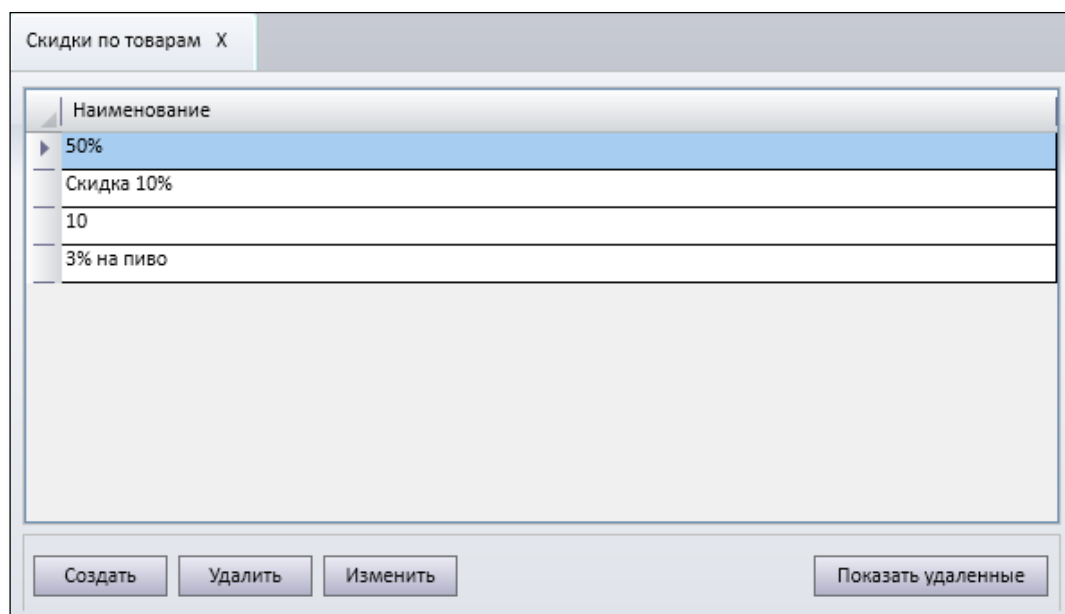 Скидки по товарам X
Наименование
50%
Скидка 10%
10
3% на пиво
Создать Удалить Изменить Показать удаленные